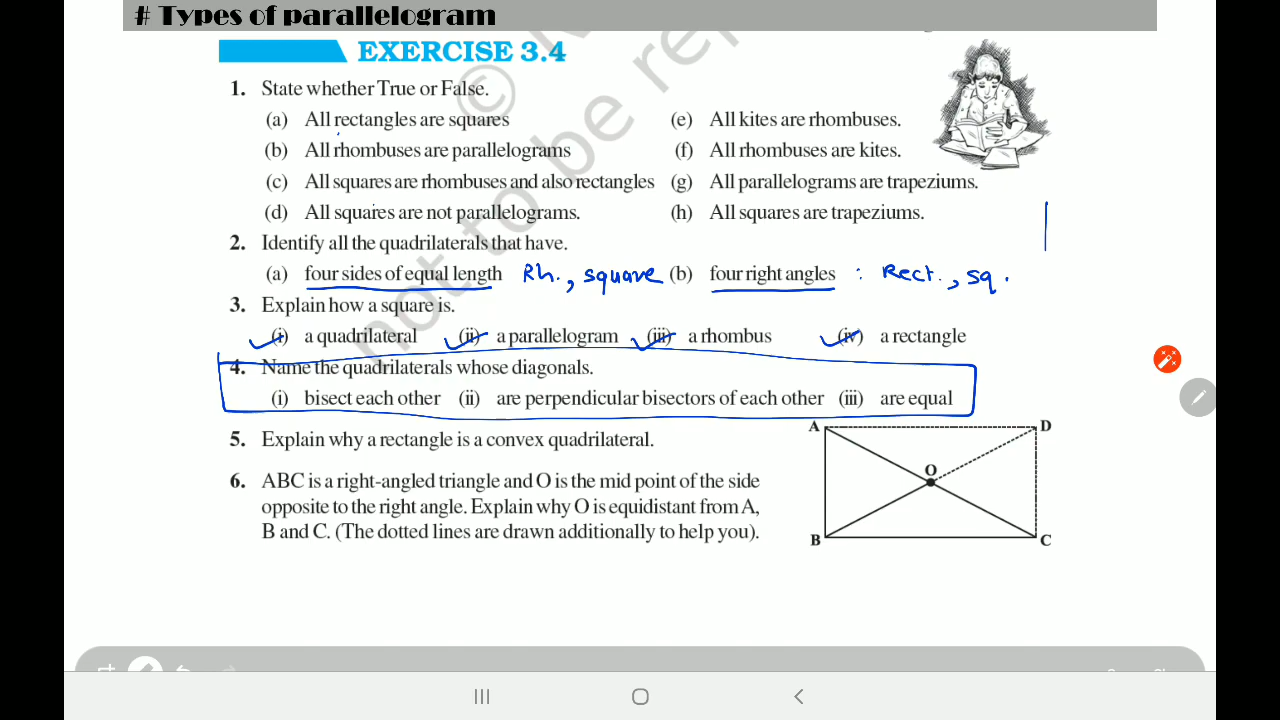 # Types of parallelogram
EXERCISE 3.4
1. State whether True or False.
(a) All rectangles are squares (e) All kites are rhombuses.
(b) All rhombuses are parallelograms (f) All rhombuses are kites.
(c) All squares are rhombuses and also rectangles (g) All parallelograms are trapeziums.
(d) All squares are not parallelograms. (h) All squares are trapeziums.
2. Identify all the quadrilaterals that have.
(a) four sides of equal length Rh., square (b) four right angles : Rect., sq.
3. Explain how a square is.
(i) a quadrilateral (ii) a parallelogram (iii) a rhombus (iv) a rectangle
4. Name the quadrilaterals whose diagonals.
(i) bisect each other (ii) are perpendicular bisectors of each other (iii) are equal
5. Explain why a rectangle is a convex quadrilateral.
6. ABC is a right-angled triangle and O is the mid point of the side
opposite to the right angle. Explain why O is equidistant from A,
B and C. (The dotted lines are drawn additionally to help you).
A D
O
B C
© 
not to be re